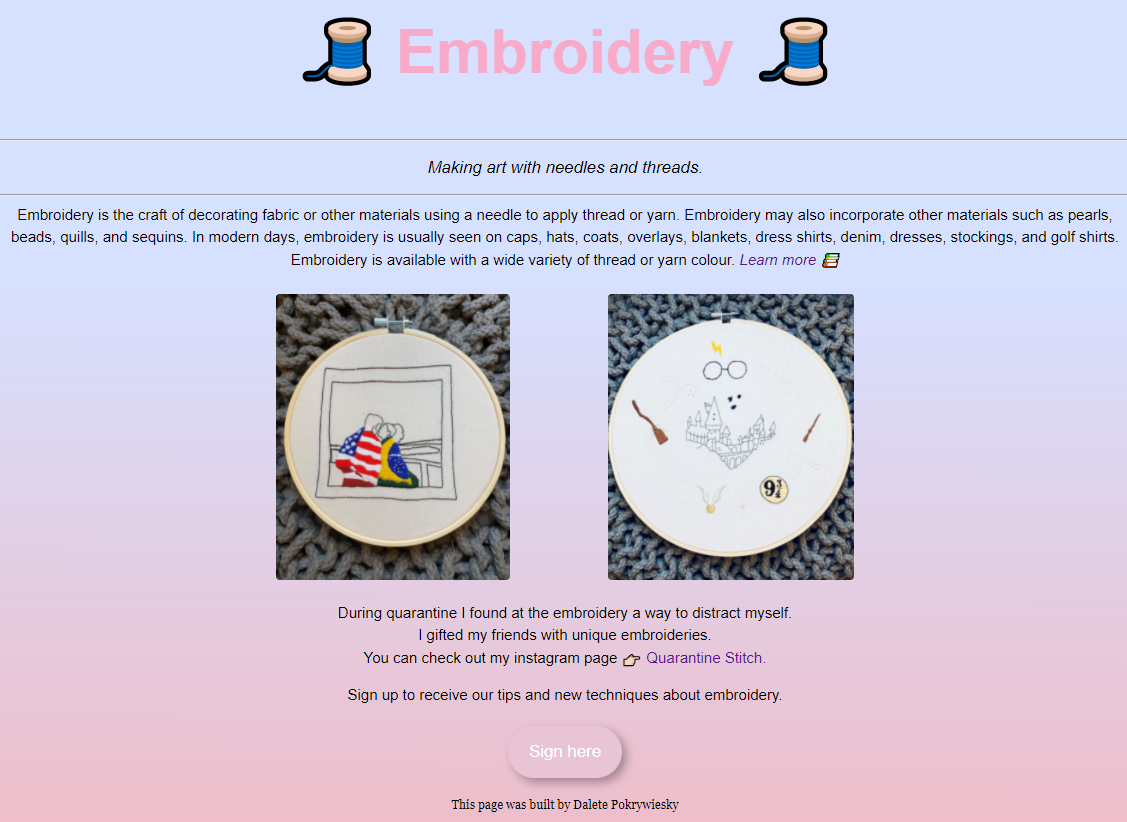 Embroidery
Making art with needles and threads.
Embroidery is the craft of decorating fabric or other materials using a needle to apply thread or yarn. Embroidery may also incorporate other materials such as pearls,
beads, quills, and sequins. In modern days, embroidery is usually seen on caps, hats, coats, overlays, blankets, dress shirts, denim, dresses, stockings, and golf shirts.
Embroidery is available with a wide variety of thread or yarn colour. Learn more
9¾
During quarantine I found at the embroidery a way to distract myself.
I gifted my friends with unique embroideries.
You can check out my instagram page 👉 Quarantine Stitch.
Sign up to receive our tips and new techniques about embroidery.
Sign here
This page was built by Dalete Pokrywiesky